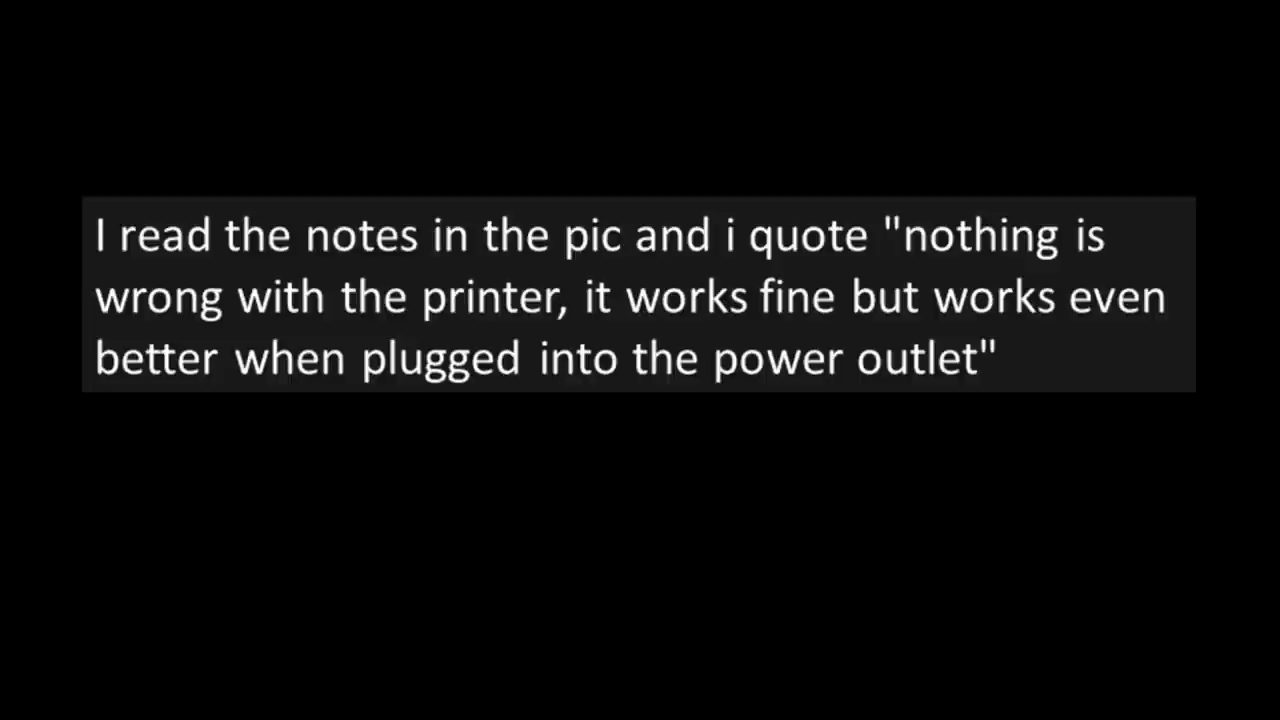 I read the notes in the pic and i quote "nothing is
wrong with the printer, it works fine but works even
better when plugged into the power outlet"